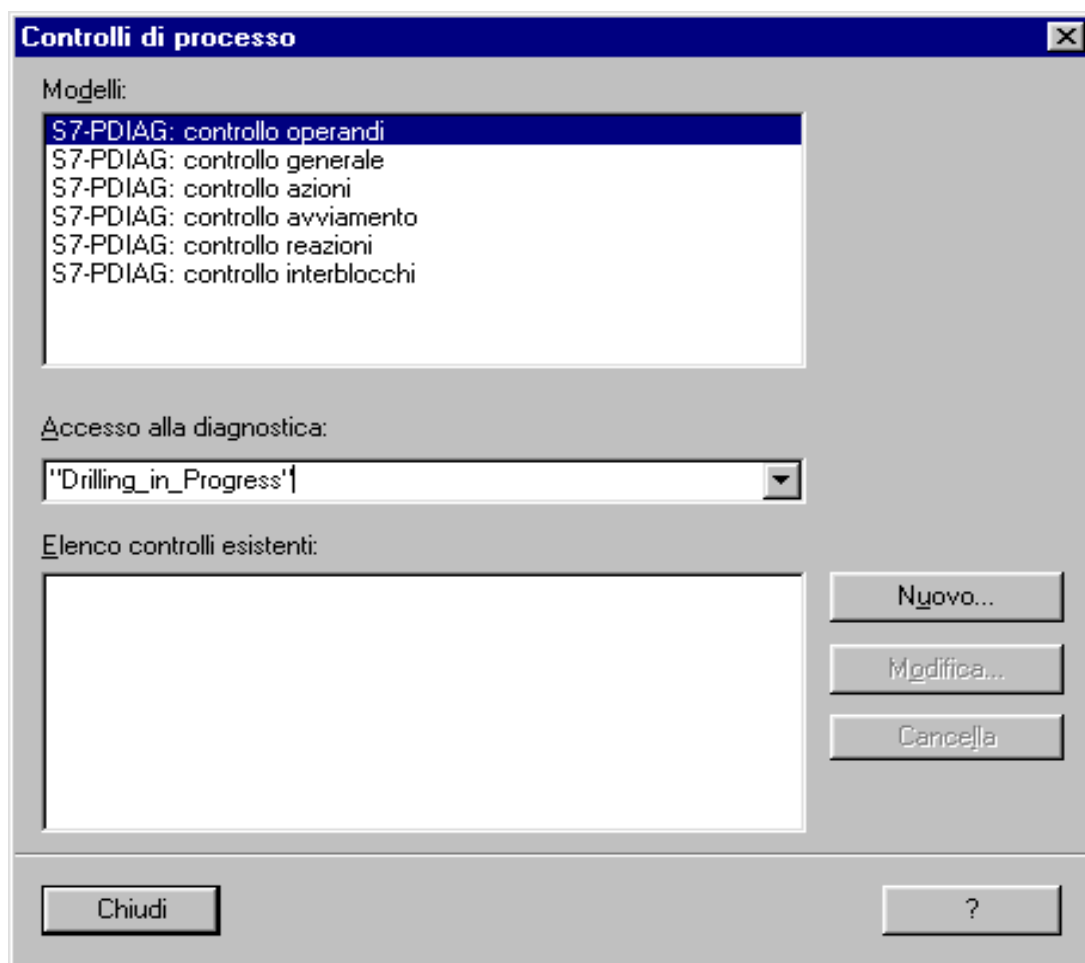 Controlli di processo
Modelli:
S7-PDIAG: controllo operandi
S7-PDIAG: controllo generale
S7-PDIAG: controllo azioni
S7-PDIAG: controllo avviamento
S7-PDIAG: controllo reazioni
S7-PDIAG: controllo interblocchi
Accesso alla diagnostica:
"Drilling_in_Progress"
Elenco controlli esistenti:
Nuovo...
Modifica...
Cancella
Chiudi
?